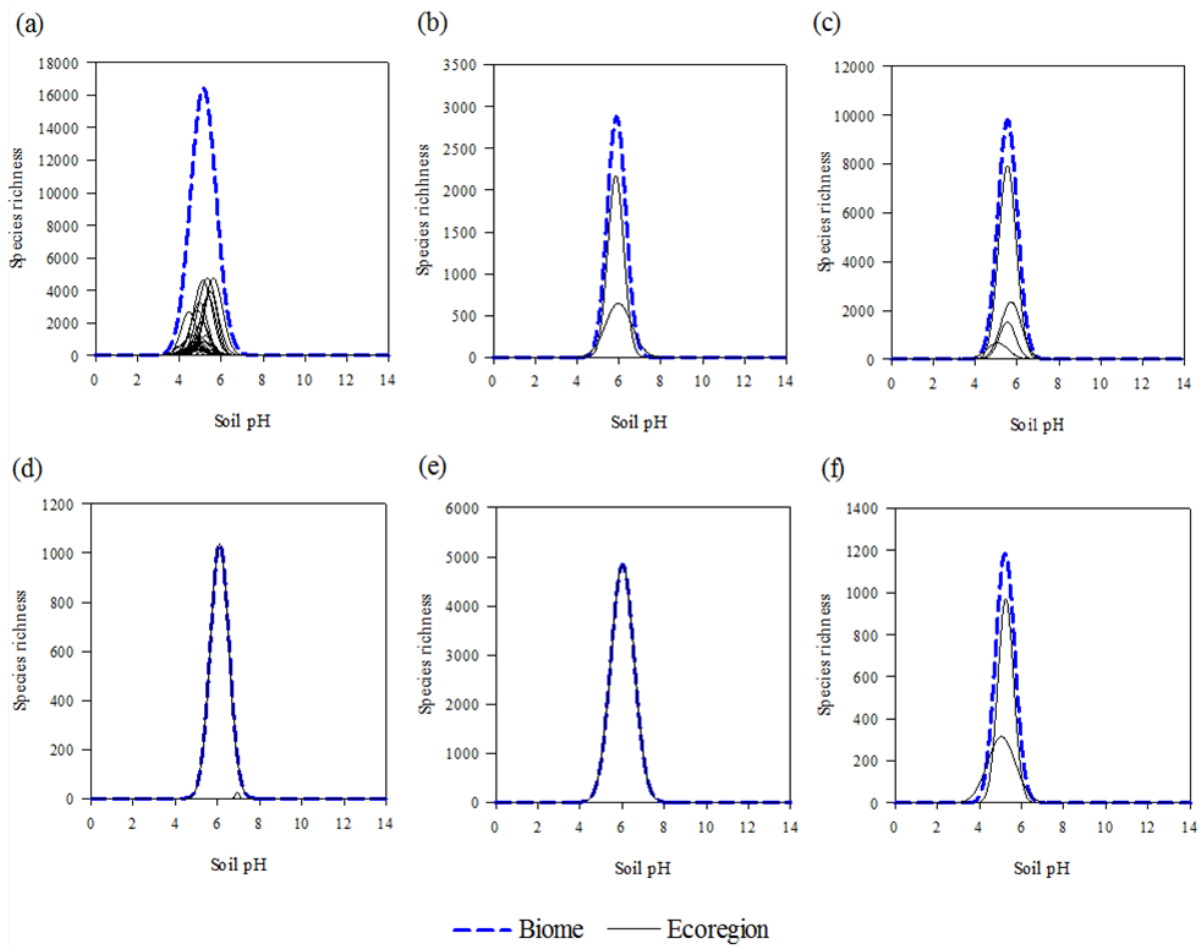 (a) (b) (c)
18000 16000 14000 12000 10000 8000 6000 4000 2000 0
Species richness
0 2 4 6 8 10 12 14
Soil pH
3500 3000 2500 2000 1500 1000 500 0
Species richhness
0 2 4 6 8 10 12 14
Soil pH
12000 10000 8000 6000 4000 2000 0
Species richness
0 2 4 6 8 10 12 14
Soil pH
(d) (e) (f)
1200 1000 800 600 400 200 0
Species richness
0 2 4 6 8 10 12 14
Soil pH
6000 5000 4000 3000 2000 1000 0
Species richness
0 2 4 6 8 10 12 14
Soil pH
1400 1200 1000 800 600 400 200 0
Species richness
0 2 4 6 8 10 12 14
Soil pH
Biome Ecoregion